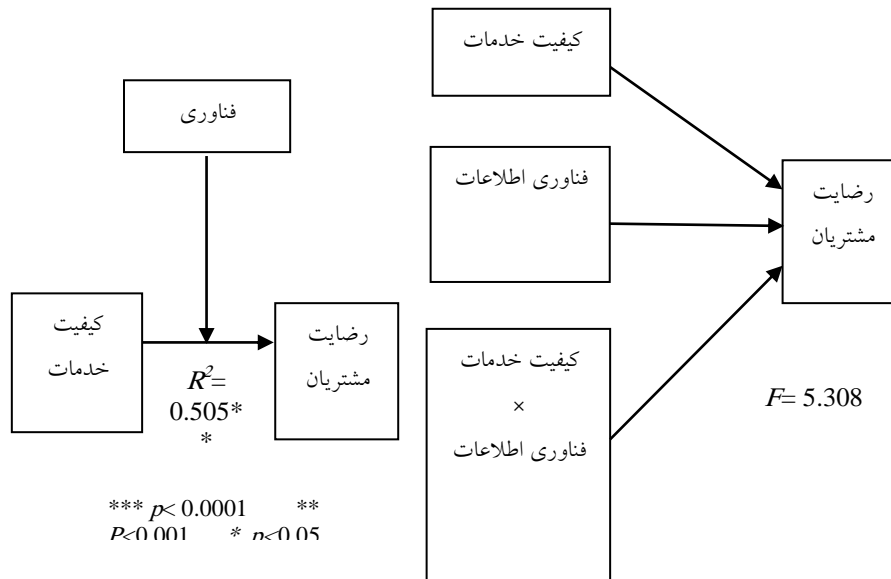 فناوری
کیفیت
خدمات
رضایت
مشتریان
R²=
0.505*
*
*** p< 0.0001 **
P<0.001 * p<0.05
کیفیت خدمات
فناوری اطلاعات
کیفیت خدمات
×
فناوری اطلاعات
رضایت
مشتریان
F= 5.308